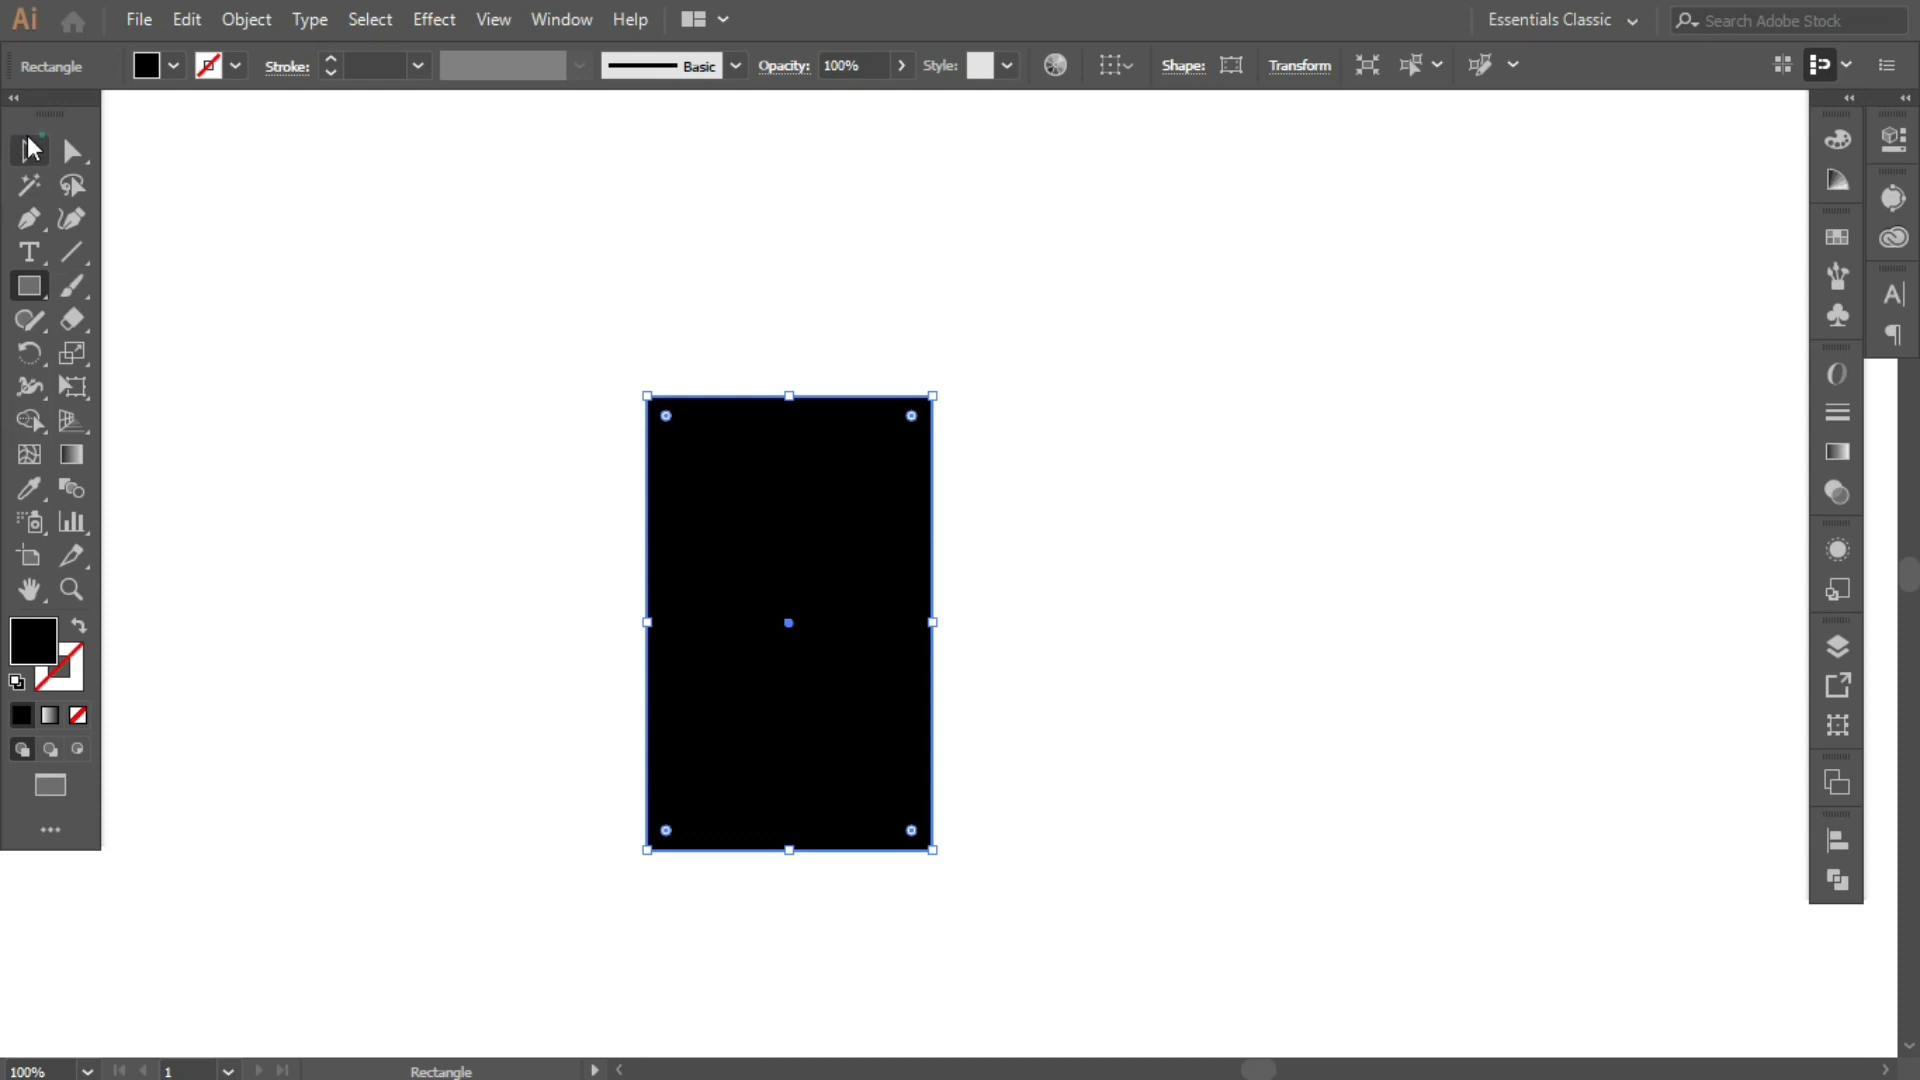 Ai File Edit Object Type Select Effect View Window Help Essentials Classic Search Adobe Stock
Rectangle Stroke: Basic Opacity: 100% Style: Shape: Transform
100% 1 Rectangle